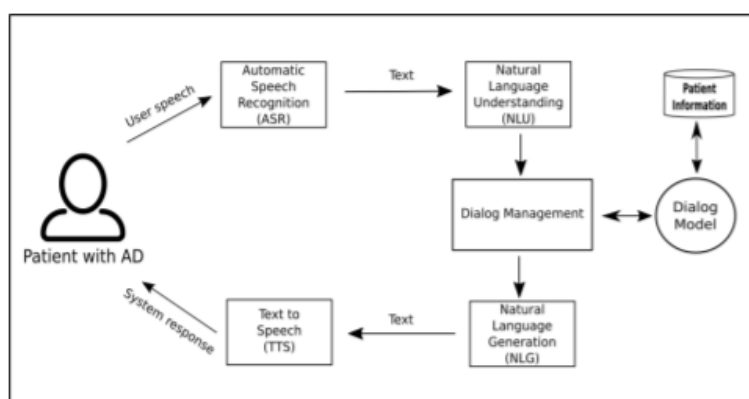 User speech
Automatic
Speech
Recognition
(ASR)
Text
Natural
Language
Understanding
(NLU)
Patient
Information
Patient with AD
Dialog Management
Dialog
Model
System response
Text to
Speech
(TTS)
Text
Natural
Language
Generation
(NLG)